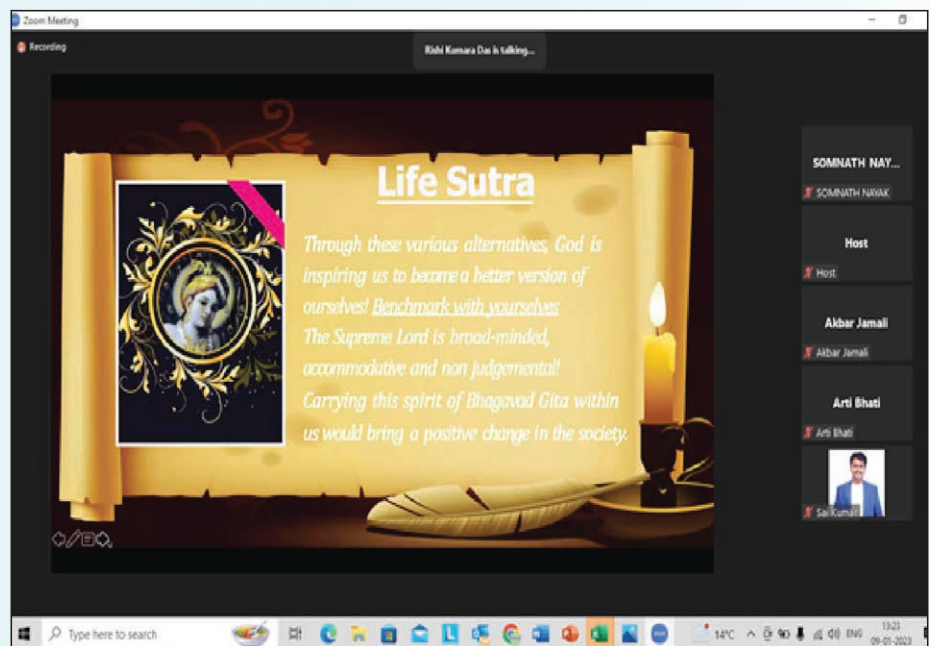 Zoom Meeting
Recording
Rishi Kumara Das is talking...
Life Sutra
Through these various alternatives, God is
inspiring us to become a better version of
ourselves! Benchmark with yourselves
The Supreme Lord is broad-minded,
accommodative and non judgemental!
Carrying this spirit of Bhagavad Gita within
us would bring a positive change in the society.
SOMNATH NAY...
SOMNATH NAYAK
Host
Host
Akbar Jamali
Akbar Jamali
Arti Bhati
Arti Bhati
Sai Kumar
Type here to search
14°C
ENG
13:23
09-01-2023